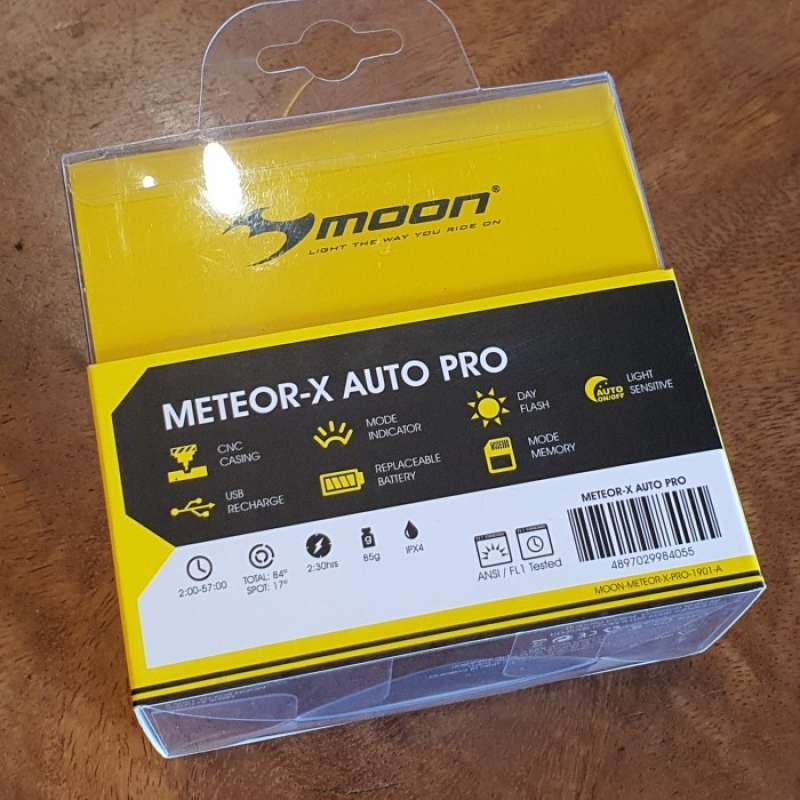 moon®
LIGHT THE WAY YOU RIDE ON
METEOR-X AUTO PRO
CNC
CASING
MODE
INDICATOR
DAY
FLASH
AUTO
ON/OFF
LIGHT
SENSITIVE
USB
RECHARGE
REPLACEABLE
BATTERY
MODE
MEMORY
2:00-57:00
TOTAL: 84°
SPOT: 17°
2:30hrs
g
85g
IPX4
ANSI / FL1 Tested
METEOR-X AUTO PRO
4897029984055
MOON-METEOR-X-PRO-1901-A